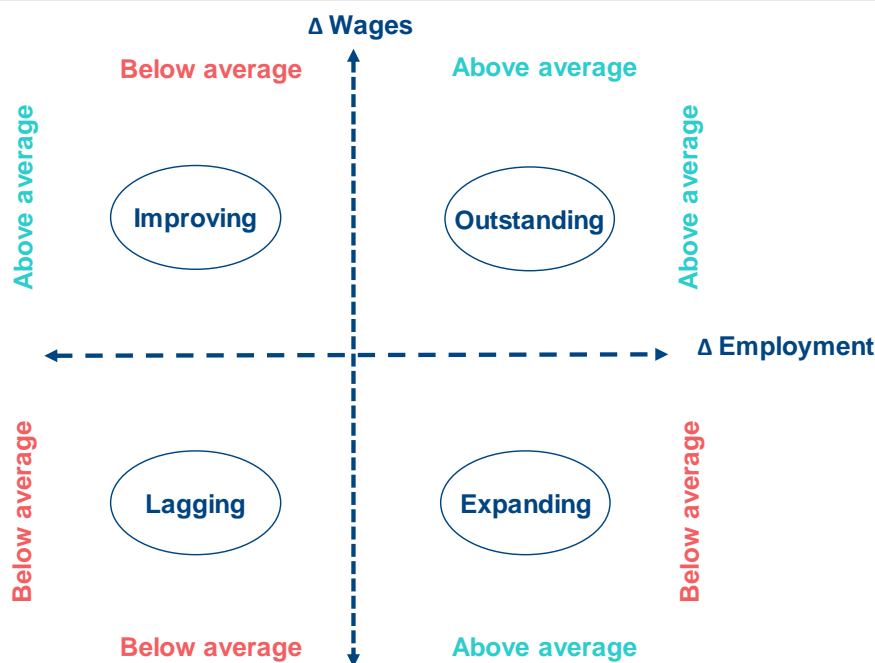 Δ Wages
Below average
Above average
Above average
Above average
Improving
Outstanding
Δ Employment
Below average
Below average
Lagging
Expanding
Below average
Above average